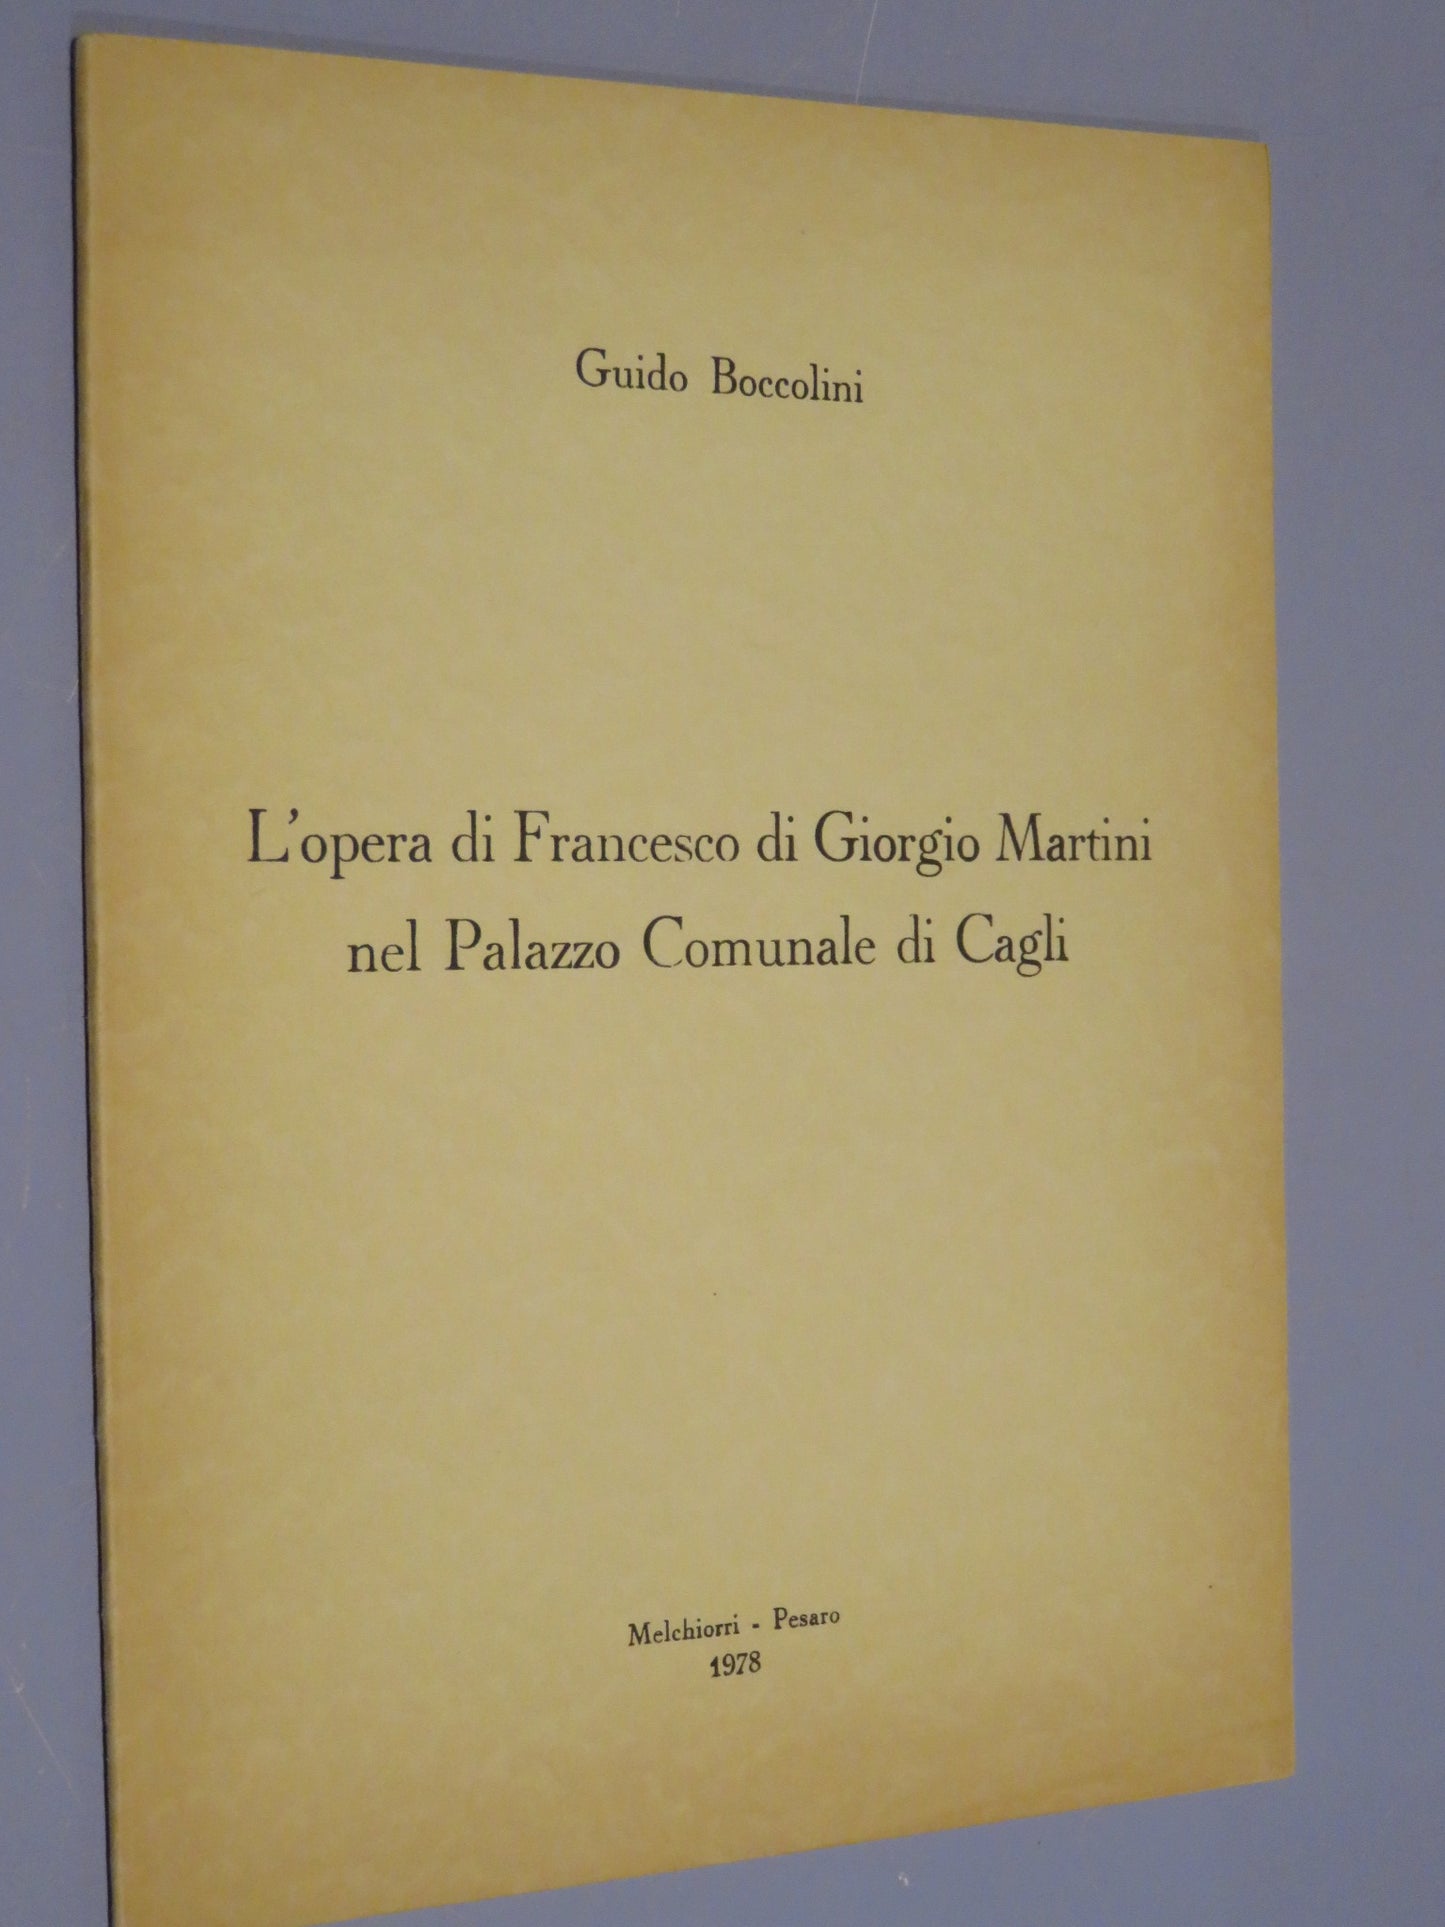 Guido Boccolini
L'opera di Francesco di Giorgio Martini
nel Palazzo Comunale di Cagli
Melchiorri - Pesaro
1978